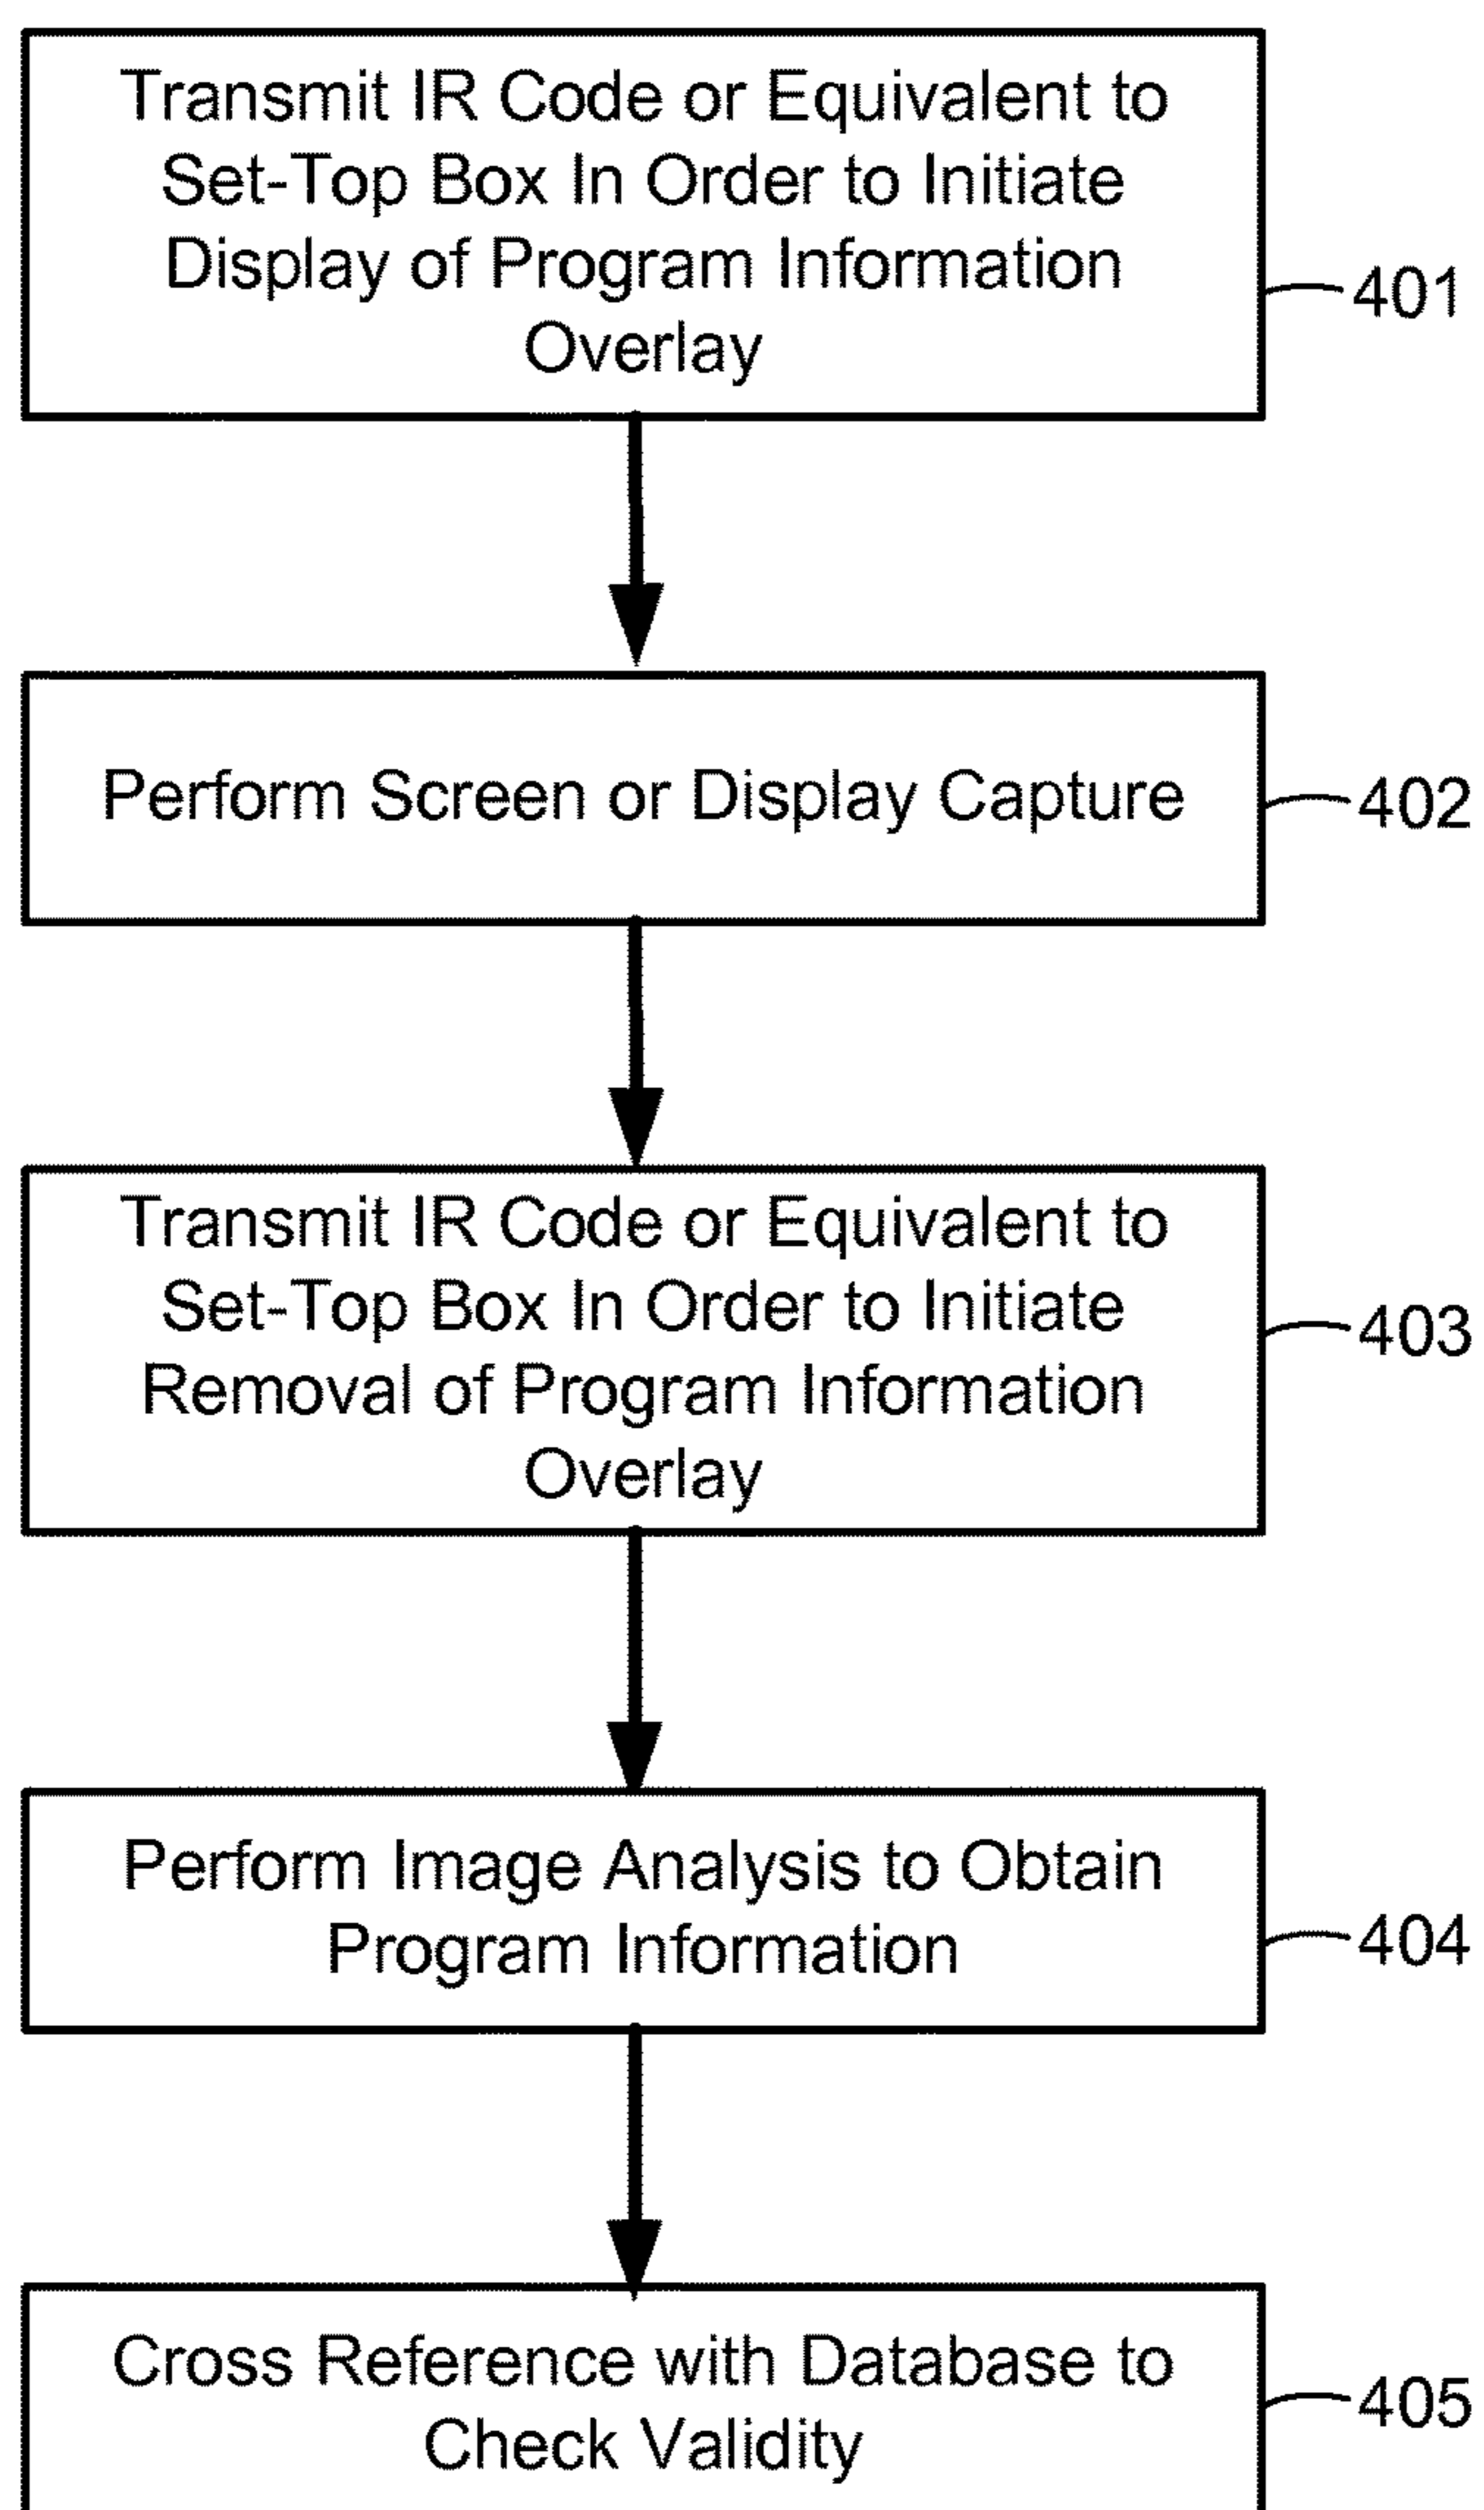 Transmit IR Code or Equivalent to
Set-Top Box In Order to Initiate
Display of Program Information
Overlay
401
Perform Screen or Display Capture
402
Transmit IR Code or Equivalent to
Set-Top Box In Order to Initiate
Removal of Program Information
Overlay
403
Perform Image Analysis to Obtain
Program Information
404
Cross Reference with Database to
Check Validity
405